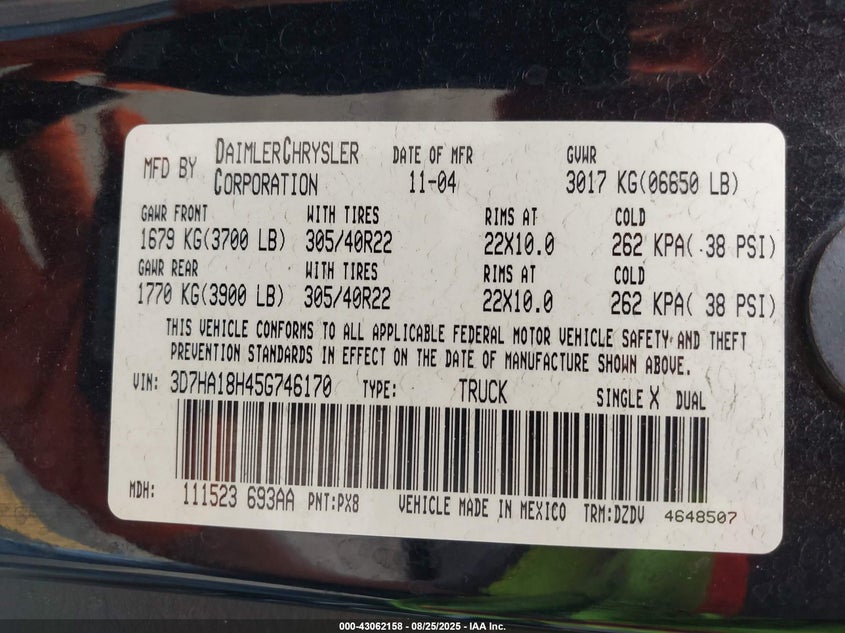 MFD BY DAIMLERCHRYSLER CORPORATION DATE OF MFR 11-04 GVWR 3017 KG(06650 LB)
GAWR FRONT WITH TIRES RIMS AT COLD
1679 KG(3700 LB) 305/40R22 22X10.0 262 KPA( 38 PSI)
GAWR REAR WITH TIRES RIMS AT COLD
1770 KG(3900 LB) 305/40R22 22X10.0 262 KPA( 38 PSI)
THIS VEHICLE CONFORMS TO ALL APPLICABLE FEDERAL MOTOR VEHICLE SAFETY AND THEFT
PREVENTION STANDARDS IN EFFECT ON THE DATE OF MANUFACTURE SHOWN ABOVE.
VIN: 3D7HA18H45G746170 TYPE: TRUCK SINGLE X DUAL
MDH: 111523 693AA PNT:PX8 VEHICLE MADE IN MEXICO TRM:DZDV 4648507
000-43062158 - 08/25/2025 - IAA Inc.